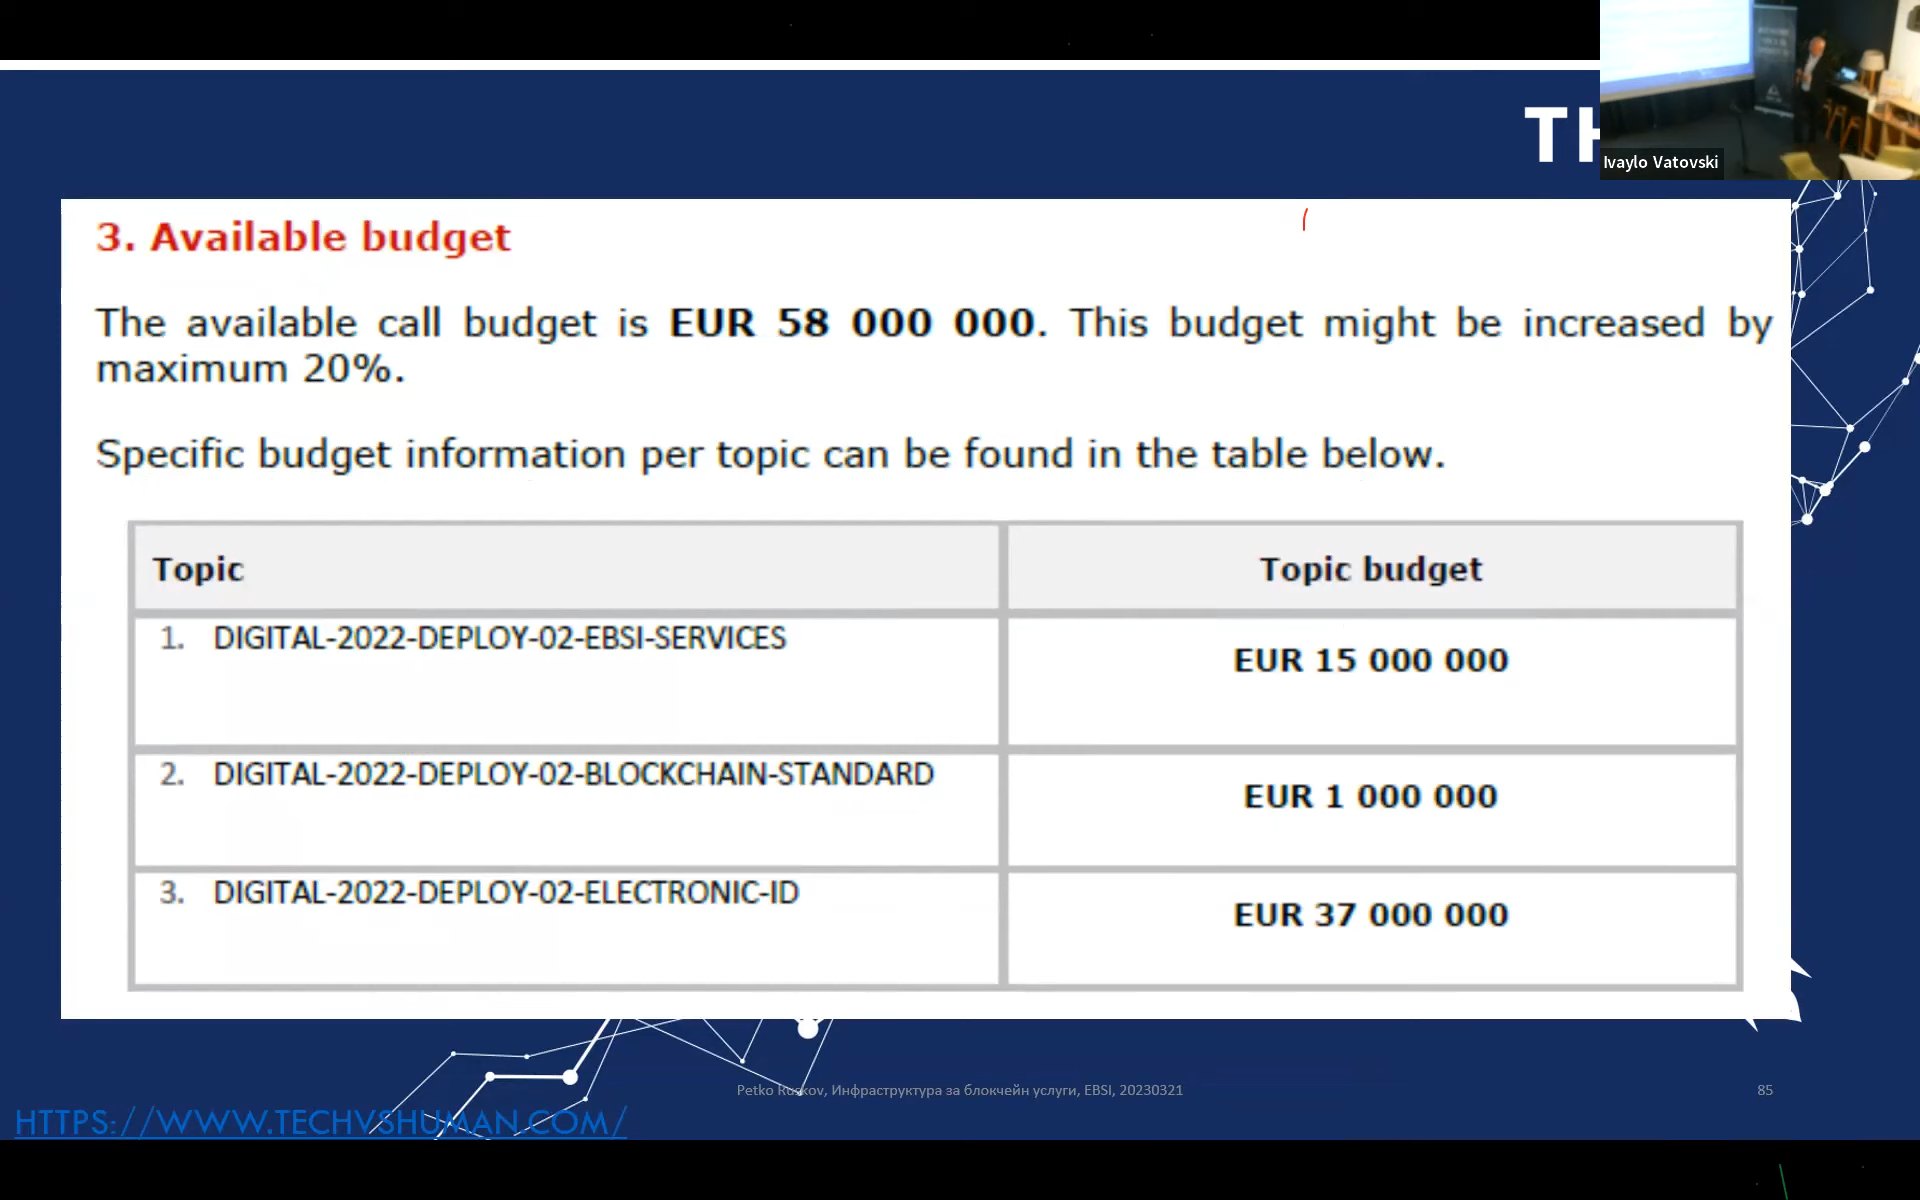 TH
Ivaylo Vatovski
3. Available budget
The available call budget is EUR 58 000 000. This budget might be increased by
maximum 20%.
Specific budget information per topic can be found in the table below.
Topic Topic budget
1. DIGITAL-2022-DEPLOY-02-EBSI-SERVICES
EUR 15 000 000
2. DIGITAL-2022-DEPLOY-02-BLOCKCHAIN-STANDARD
EUR 1 000 000
3. DIGITAL-2022-DEPLOY-02-ELECTRONIC-ID
EUR 37 000 000
Petko Ruskov, Инфраструктура за блокчейн услуги, EBSI, 20230321 85
HTTPS://WWW.TECHVSHUMAN.COM/